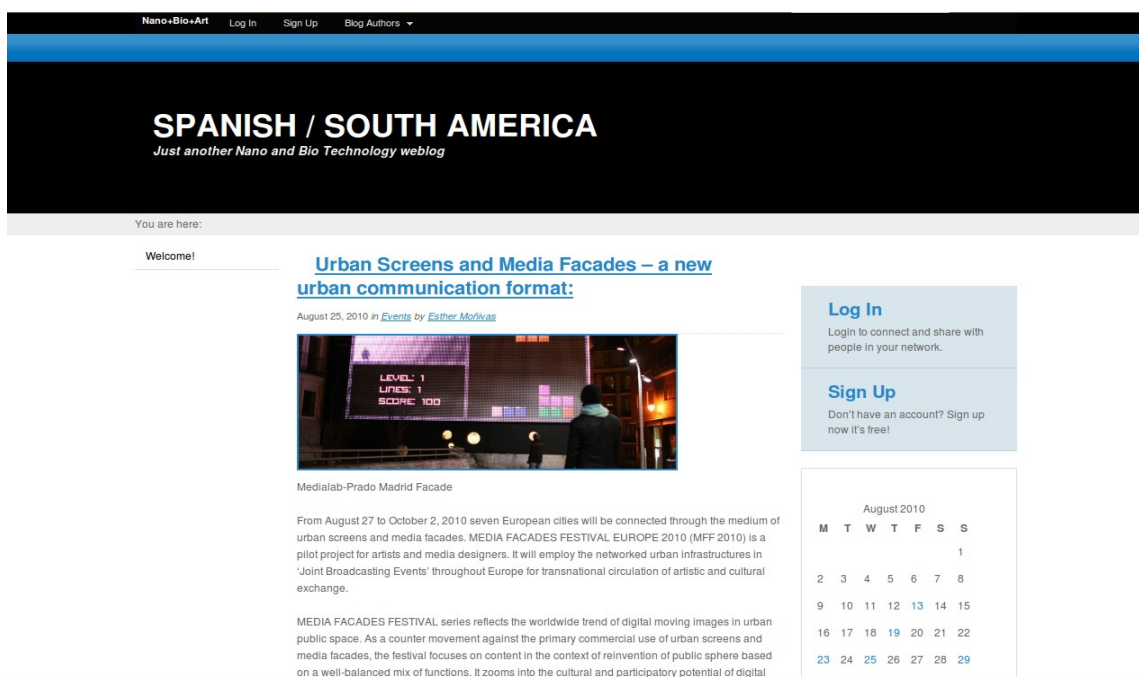 Nano+Bio+Art Log In Sign Up Blog Authors
SPANISH / SOUTH AMERICA
Just another Nano and Bio Technology weblog
You are here:
Welcome!
Urban Screens and Media Facades – a new
urban communication format:
August 25, 2010 in Events by Esther Moñivas
LEVEL: 1
LINES: 1
SCORE: 100
Medialab-Prado Madrid Facade
From August 27 to October 2, 2010 seven European cities will be connected through the medium of
urban screens and media facades. MEDIA FACADES FESTIVAL EUROPE 2010 (MFF 2010) is a
pilot project for artists and media designers. It will employ the networked urban infrastructures in
‘Joint Broadcasting Events’ throughout Europe for transnational circulation of artistic and cultural
exchange.
MEDIA FACADES FESTIVAL series reflects the worldwide trend of digital moving images in urban
public space. As a counter movement against the primary commercial use of urban screens and
media facades, the festival focuses on content in the context of reinvention of public sphere based
on a well-balanced mix of functions. It zooms into the cultural and participatory potential of digital
Log In
Login to connect and share with
people in your network.
Sign Up
Don't have an account? Sign up
now it's free!
August 2010
M T W T F S S
1
2 3 4 5 6 7 8
9 10 11 12 13 14 15
16 17 18 19 20 21 22
23 24 25 26 27 28 29